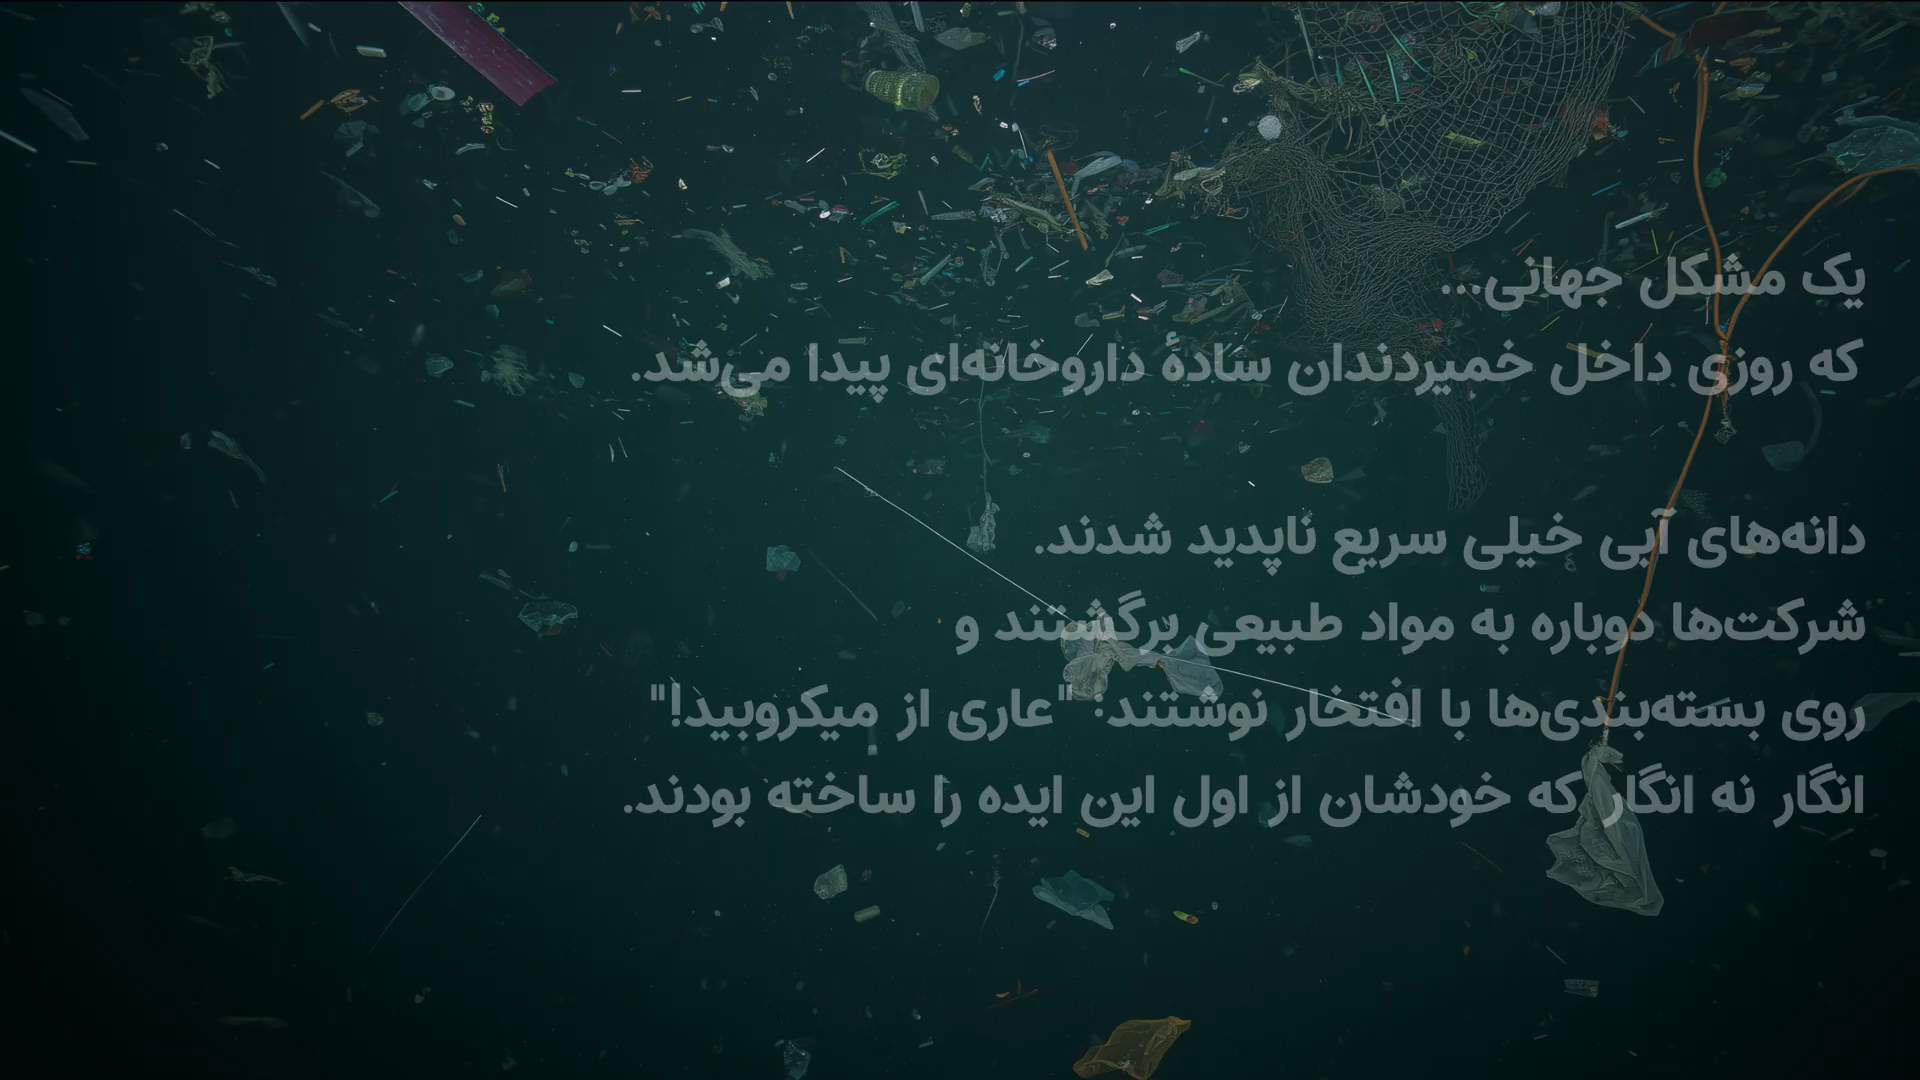 یک مشکل جهانی...
که روزی داخل خمیردندان سادهٔ داروخانه‌ای پیدا می‌شد.
دانه‌های آبی خیلی سریع ناپدید شدند.
شرکت‌ها دوباره به مواد طبیعی برگشتند و
روی بسته‌بندی‌ها با افتخار نوشتند: "عاری از میکروبید!"
انگار نه انگار که خودشان از اول این ایده را ساخته بودند.